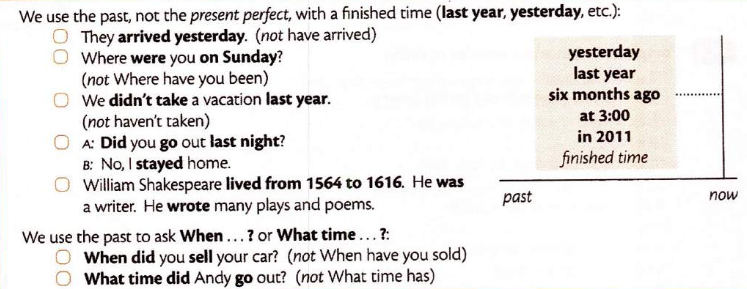 We use the past, not the present perfect, with a finished time (last year, yesterday, etc.):
They arrived yesterday. (not have arrived)
Where were you on Sunday?
(not Where have you been)
We didn't take a vacation last year.
(not haven't taken)
A: Did you go out last night?
B: No, I stayed home.
William Shakespeare lived from 1564 to 1616. He was
a writer. He wrote many plays and poems.
yesterday
last year
six months ago
at 3:00
in 2011
finished time
past
now
We use the past to ask When ... ? or What time ... ?:
When did you sell your car? (not When have you sold)
What time did Andy go out? (not What time has)